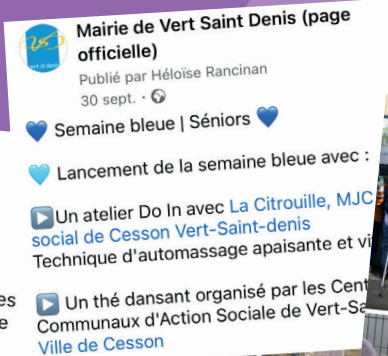 Mairie de Vert Saint Denis (page
officielle)
Publié par Héloïse Rancinan
30 sept.
Semaine bleue | Séniors
Lancement de la semaine bleue avec :
Un atelier Do In avec La Citrouille, MJC
social de Cesson Vert-Saint-denis
Technique d'automassage apaisante et vi
Un thé dansant organisé par les Cent
Communaux d'Action Sociale de Vert-Sa
Ville de Cesson
es
e